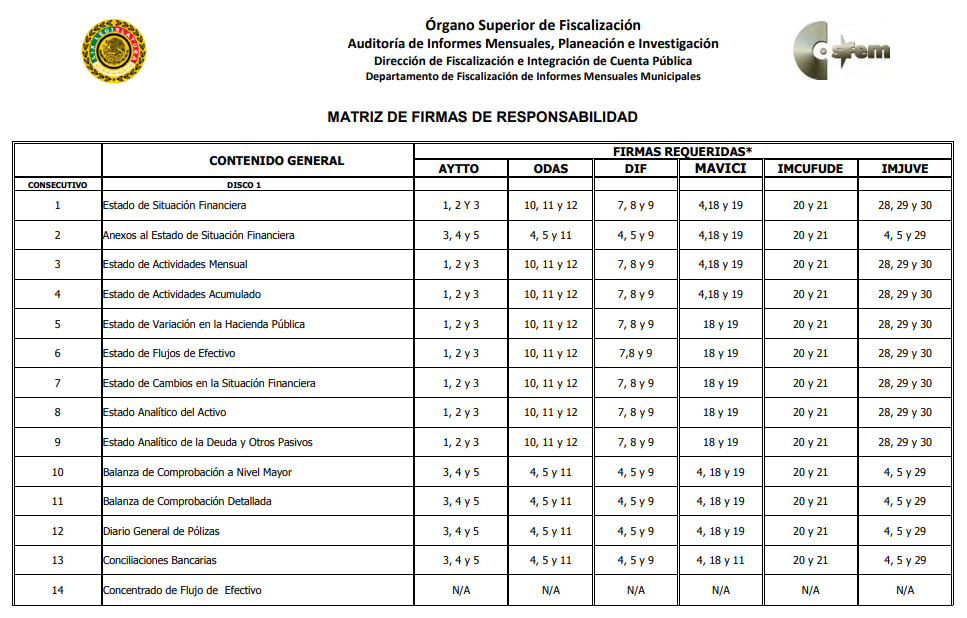 Órgano Superior de Fiscalización
Auditoría de Informes Mensuales, Planeación e Investigación
Dirección de Fiscalización e Integración de Cuenta Pública
Departamento de Fiscalización de Informes Mensuales Municipales
osfem
MATRIZ DE FIRMAS DE RESPONSABILIDAD
CONTENIDO GENERAL FIRMAS REQUERIDAS*
AYTTO ODAS DIF MAVICI IMCUFUDE IMJUVE
CONSECUTIVO DISCO 1
1 Estado de Situación Financiera 1, 2 Y 3 10, 11 y 12 7, 8 y 9 4,18 y 19 20 y 21 28, 29 y 30
2 Anexos al Estado de Situación Financiera 3, 4 y 5 4, 5 y 11 4, 5 y 9 4,18 y 19 20 y 21 4, 5 y 29
3 Estado de Actividades Mensual 1, 2 y 3 10, 11 y 12 7, 8 y 9 4,18 y 19 20 y 21 28, 29 y 30
4 Estado de Actividades Acumulado 1, 2 y 3 10, 11 y 12 7, 8 y 9 4,18 y 19 20 y 21 28, 29 y 30
5 Estado de Variación en la Hacienda Pública 1, 2 y 3 10, 11 y 12 7, 8 y 9 18 y 19 20 y 21 28, 29 y 30
6 Estado de Flujos de Efectivo 1, 2 y 3 10, 11 y 12 7,8 y 9 18 y 19 20 y 21 28, 29 y 30
7 Estado de Cambios en la Situación Financiera 1, 2 y 3 10, 11 y 12 7, 8 y 9 18 y 19 20 y 21 28, 29 y 30
8 Estado Analítico del Activo 1, 2 y 3 10, 11 y 12 7, 8 y 9 18 y 19 20 y 21 28, 29 y 30
9 Estado Analítico de la Deuda y Otros Pasivos 1, 2 y 3 10, 11 y 12 7, 8 y 9 18 y 19 20 y 21 28, 29 y 30
10 Balanza de Comprobación a Nivel Mayor 3, 4 y 5 4, 5 y 11 4, 5 y 9 4, 18 y 19 20 y 21 4, 5 y 29
11 Balanza de Comprobación Detallada 3, 4 y 5 4, 5 y 11 4, 5 y 9 4, 18 y 19 20 y 21 4, 5 y 29
12 Diario General de Pólizas 3, 4 y 5 4, 5 y 11 4, 5 y 9 4, 18 y 19 20 y 21 4, 5 y 29
13 Conciliaciones Bancarias 3, 4 y 5 4, 5 y 11 4, 5 y 9 4, 18 y 11 20 y 21 4, 5 y 29
14 Concentrado de Flujo de Efectivo N/A N/A N/A N/A N/A N/A